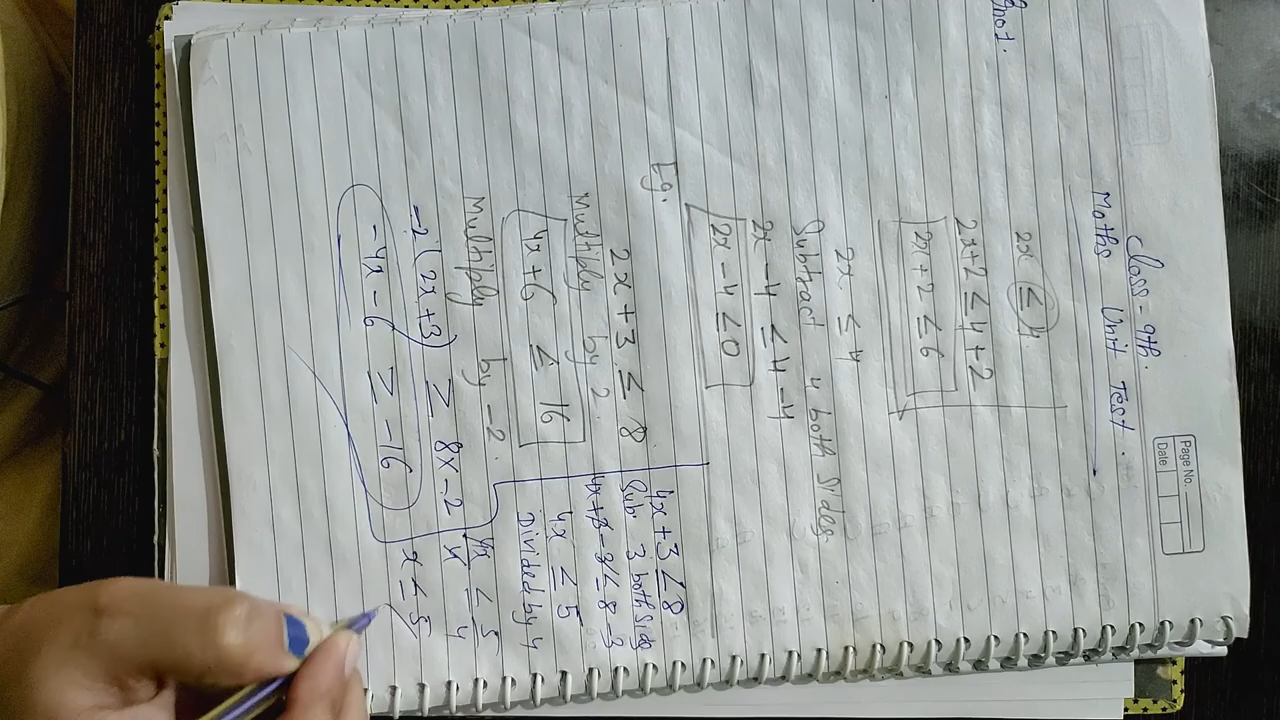 Page No.
Date
Class - 9th.
Maths Unit Test.
2x ≤ 4
2x+2 ≤ 4+2
2x+2 ≤ 6
2x ≤ 4
Subtract 4 both sides
2x - 4 ≤ 4 - 4
2x - 4 ≤ 0
Eg.
2x + 3 ≤ 8
Multiply by 2.
4x + 6 ≤ 16
Multiply by -2
-2(2x+3) ≥ 8x-2
-4x - 6 ≥ -16
4x + 3 ≤ 8
Sub. 3 both side
4x + 3 - 3 ≤ 8 - 3
4x ≤ 5
Divided by 4
4x/4 ≤ 5/4
x ≤ 5